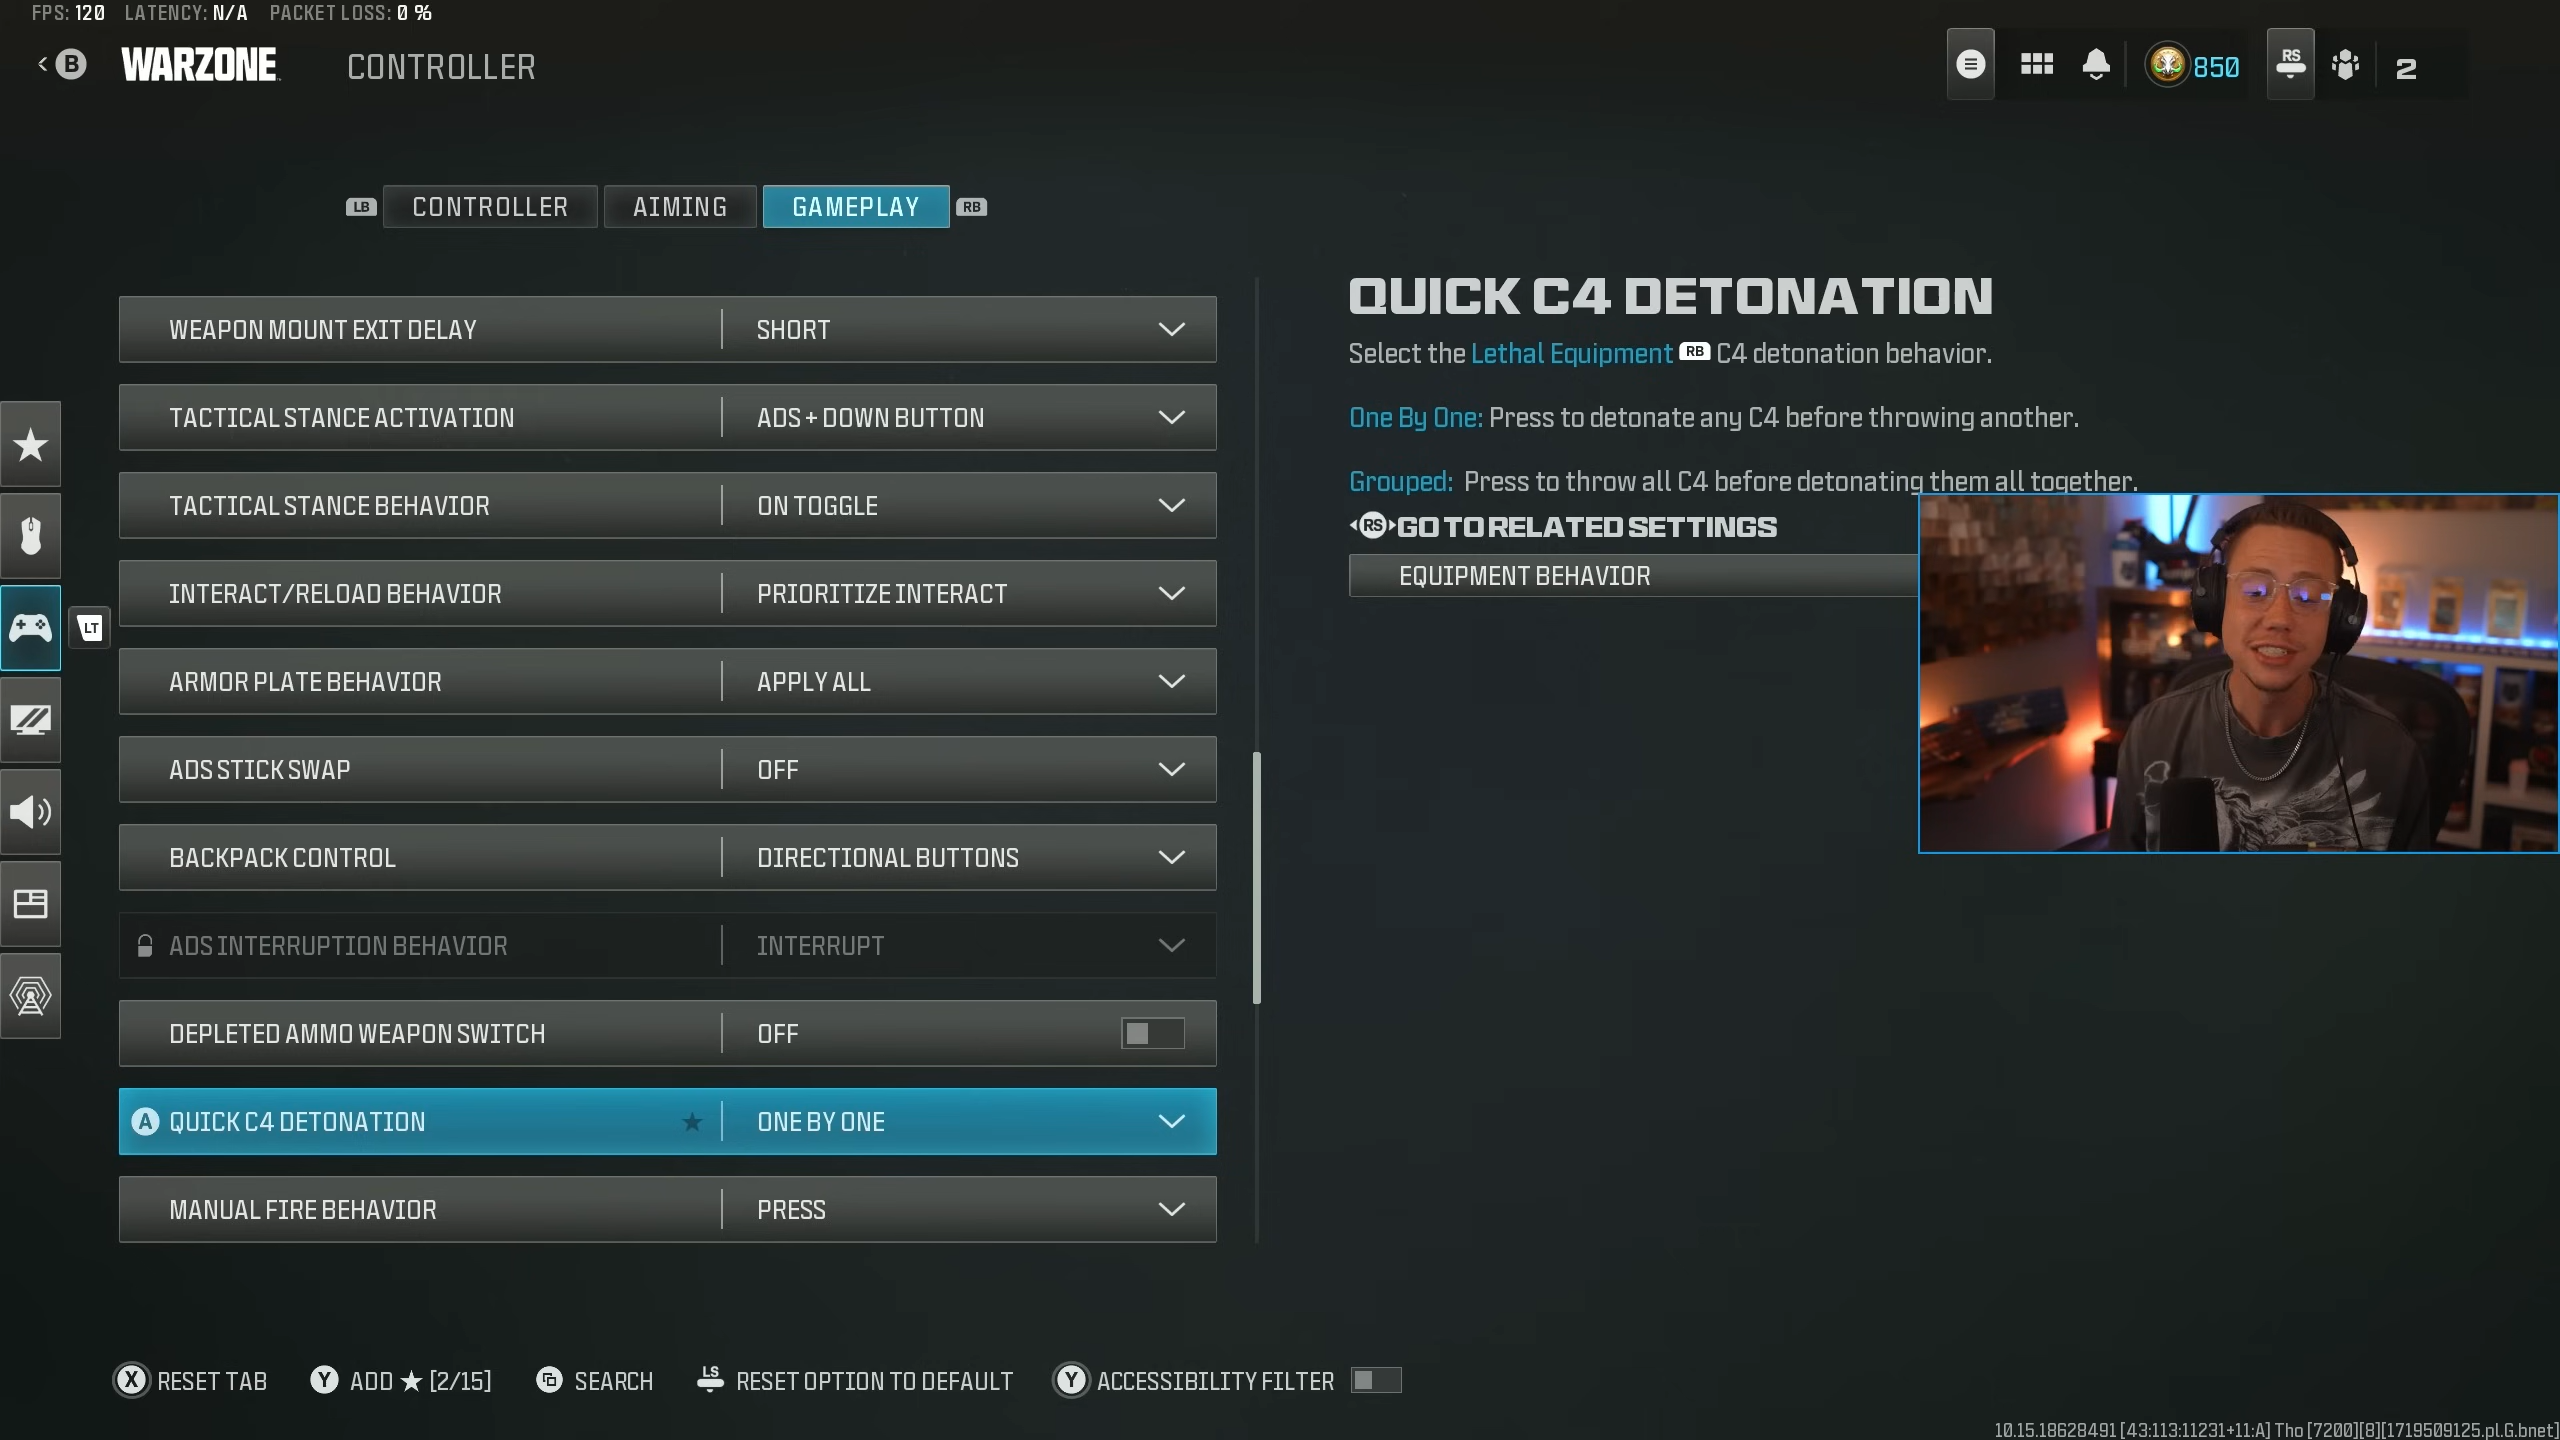 FPS: 120 LATENCY: N/A PACKET LOSS: 0 %
B WARZONE CONTROLLER
850 RS 2
LB CONTROLLER AIMING GAMEPLAY RB
WEAPON MOUNT EXIT DELAY SHORT
TACTICAL STANCE ACTIVATION ADS + DOWN BUTTON
TACTICAL STANCE BEHAVIOR ON TOGGLE
INTERACT/RELOAD BEHAVIOR PRIORITIZE INTERACT
LT
ARMOR PLATE BEHAVIOR APPLY ALL
ADS STICK SWAP OFF
BACKPACK CONTROL DIRECTIONAL BUTTONS
ADS INTERRUPTION BEHAVIOR INTERRUPT
DEPLETED AMMO WEAPON SWITCH OFF
A QUICK C4 DETONATION ONE BY ONE
MANUAL FIRE BEHAVIOR PRESS
QUICK C4 DETONATION
Select the Lethal Equipment RB C4 detonation behavior.
One By One: Press to detonate any C4 before throwing another.
Grouped: Press to throw all C4 before detonating them all together.
RS GO TO RELATED SETTINGS
EQUIPMENT BEHAVIOR
X RESET TAB Y ADD ★ [2/15] SEARCH LS RESET OPTION TO DEFAULT Y ACCESSIBILITY FILTER
10.15.18628491 [43:113:11231+11:A] Tho [7200][8][1719509125.pl.G.bnet]